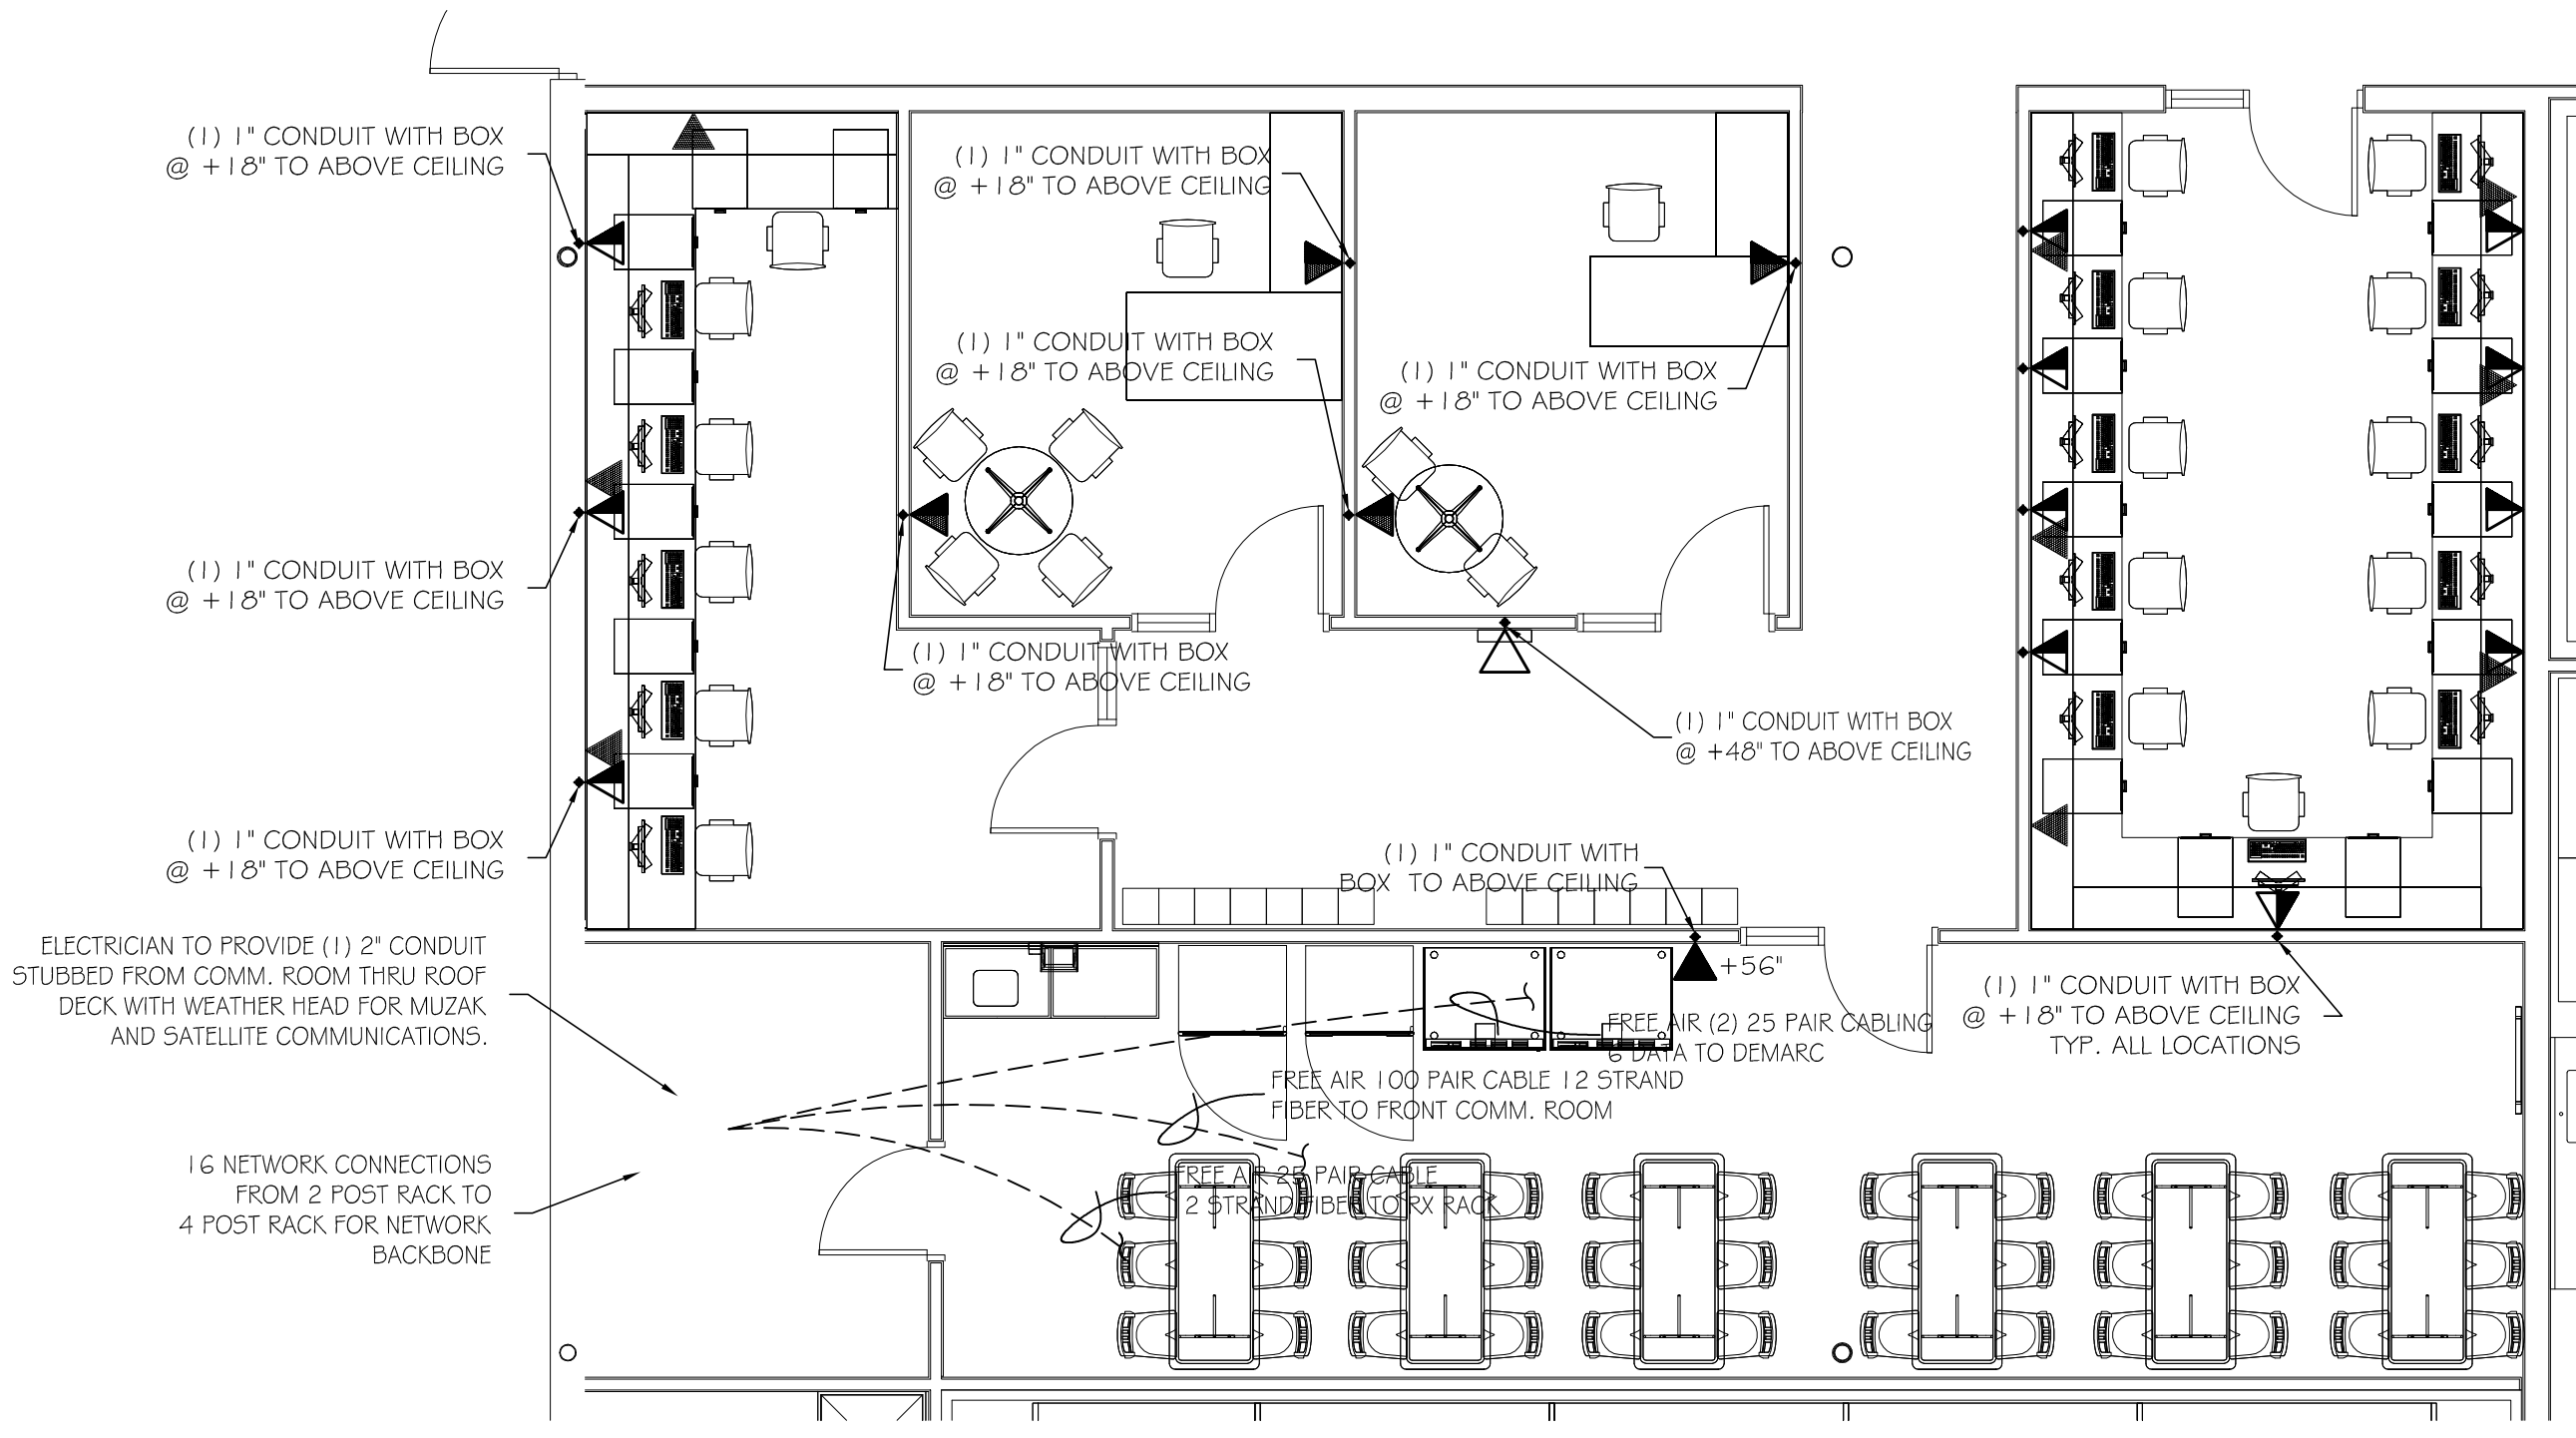 (1) 1" CONDUIT WITH BOX
@ +18" TO ABOVE CEILING
(1) 1" CONDUIT WITH BOX
@ +18" TO ABOVE CEILING
(1) 1" CONDUIT WITH BOX
@ +18" TO ABOVE CEILING
(1) 1" CONDUIT WITH BOX
@ +18" TO ABOVE CEILING
(1) 1" CONDUIT WITH BOX
@ +18" TO ABOVE CEILING
(1) 1" CONDUIT WITH BOX
@ +18" TO ABOVE CEILING
(1) 1" CONDUIT WITH BOX
@ +bracket48" TO ABOVE CEILING
(1) 1" CONDUIT WITH BOX
@ +18" TO ABOVE CEILING
(1) 1" CONDUIT WITH
BOX TO ABOVE CEILING
+56"
ELECTRICIAN TO PROVIDE (1) 2" CONDUIT
STUBBED FROM COMM. ROOM THRU ROOF
DECK WITH WEATHER HEAD FOR MUZAK
AND SATELLITE COMMUNICATIONS.
(1) 1" CONDUIT WITH BOX
@ +18" TO ABOVE CEILING
TYP. ALL LOCATIONS
FREE AIR (2) 25 PAIR CABLING
6 DATA TO DEMARC
FREE AIR 100 PAIR CABLE 12 STRAND
FIBER TO FRONT COMM. ROOM
16 NETWORK CONNECTIONS
FROM 2 POST RACK TO
4 POST RACK FOR NETWORK
BACKBONE
FREE AIR 25 PAIR CABLE
2 STRAND FIBER TO RX RACK